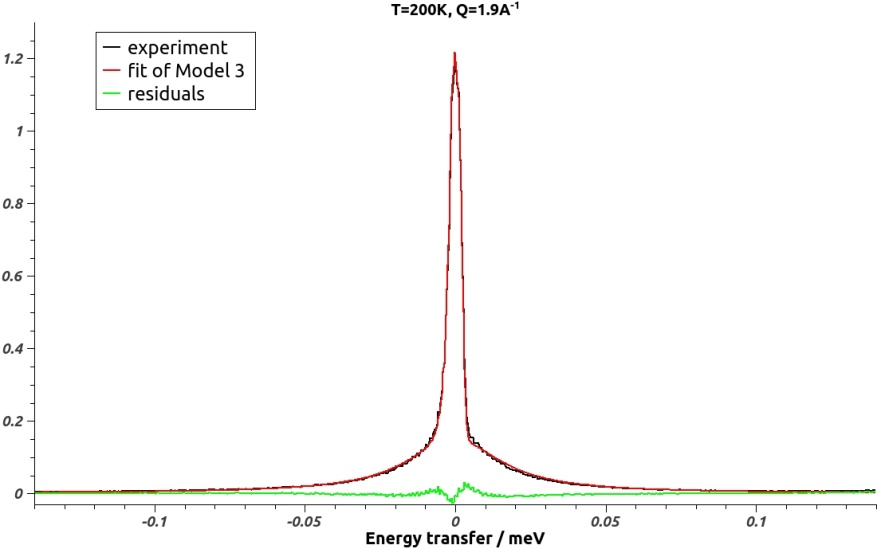 T=200K, Q=1.9A⁻¹
experiment
fit of Model 3
residuals
1.2
1
0.8
0.6
0.4
0.2
0
-0.1 -0.05 0 0.05 0.1
Energy transfer / meV